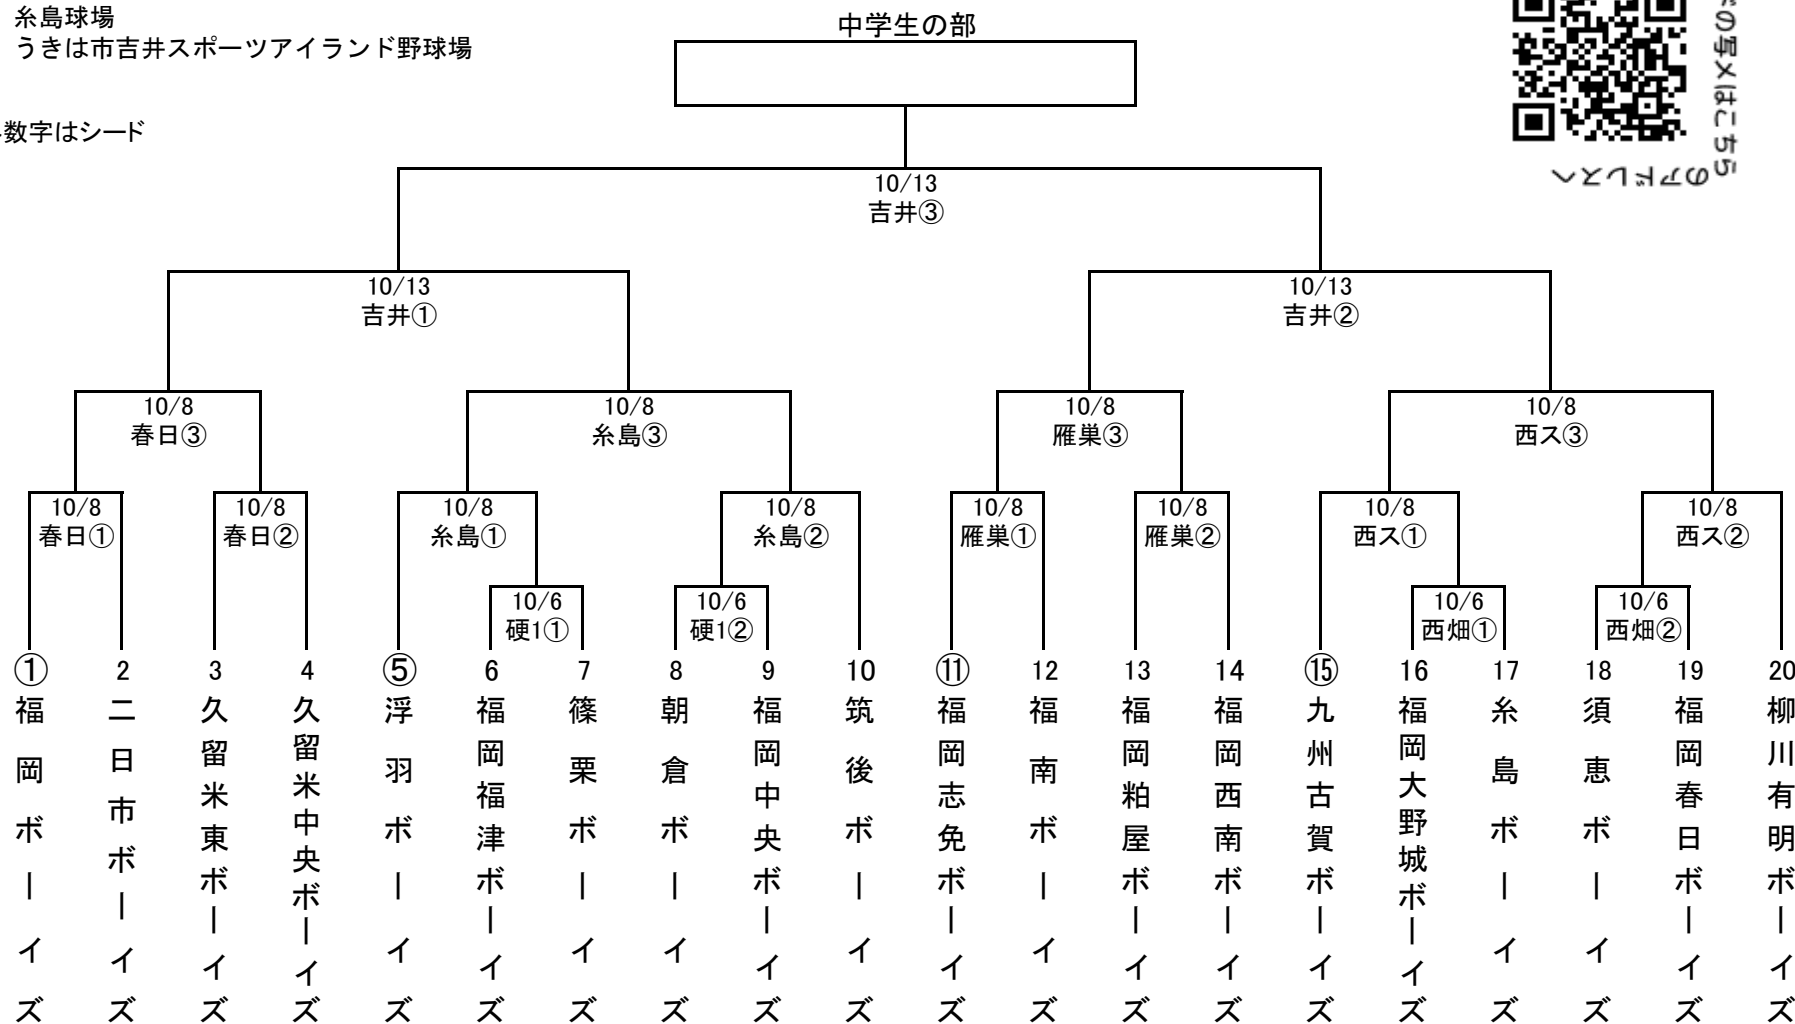 糸島球場
うきは市吉井スポーツアイランド野球場
数字はシード
中学生の部
の写メはこちら
のアドレスへ
10/13
吉井③
10/13
吉井①
10/13
吉井②
10/8
春日③
10/8
糸島③
10/8
雁巣③
10/8
西ス③
10/8
春日①
10/8
春日②
10/8
糸島①
10/8
糸島②
10/8
雁巣①
10/8
雁巣②
10/8
西ス①
10/8
西ス②
10/6
硬1①
10/6
硬1②
10/6
西畑①
10/6
西畑②
①
福岡ボーイズ
2
二日市ボーイズ
3
久留米東ボーイズ
4
久留米中央ボーイズ
⑤
浮羽ボーイズ
6
福岡福津ボーイズ
7
篠栗ボーイズ
8
朝倉ボーイズ
9
福岡中央ボーイズ
10
筑後ボーイズ
⑪
福岡志免ボーイズ
12
福南ボーイズ
13
福岡粕屋ボーイズ
14
福岡西南ボーイズ
⑮
九州古賀ボーイズ
16
福岡大野城ボーイズ
17
糸島ボーイズ
18
須恵ボーイズ
19
福岡春日ボーイズ
20
柳川有明ボーイズ